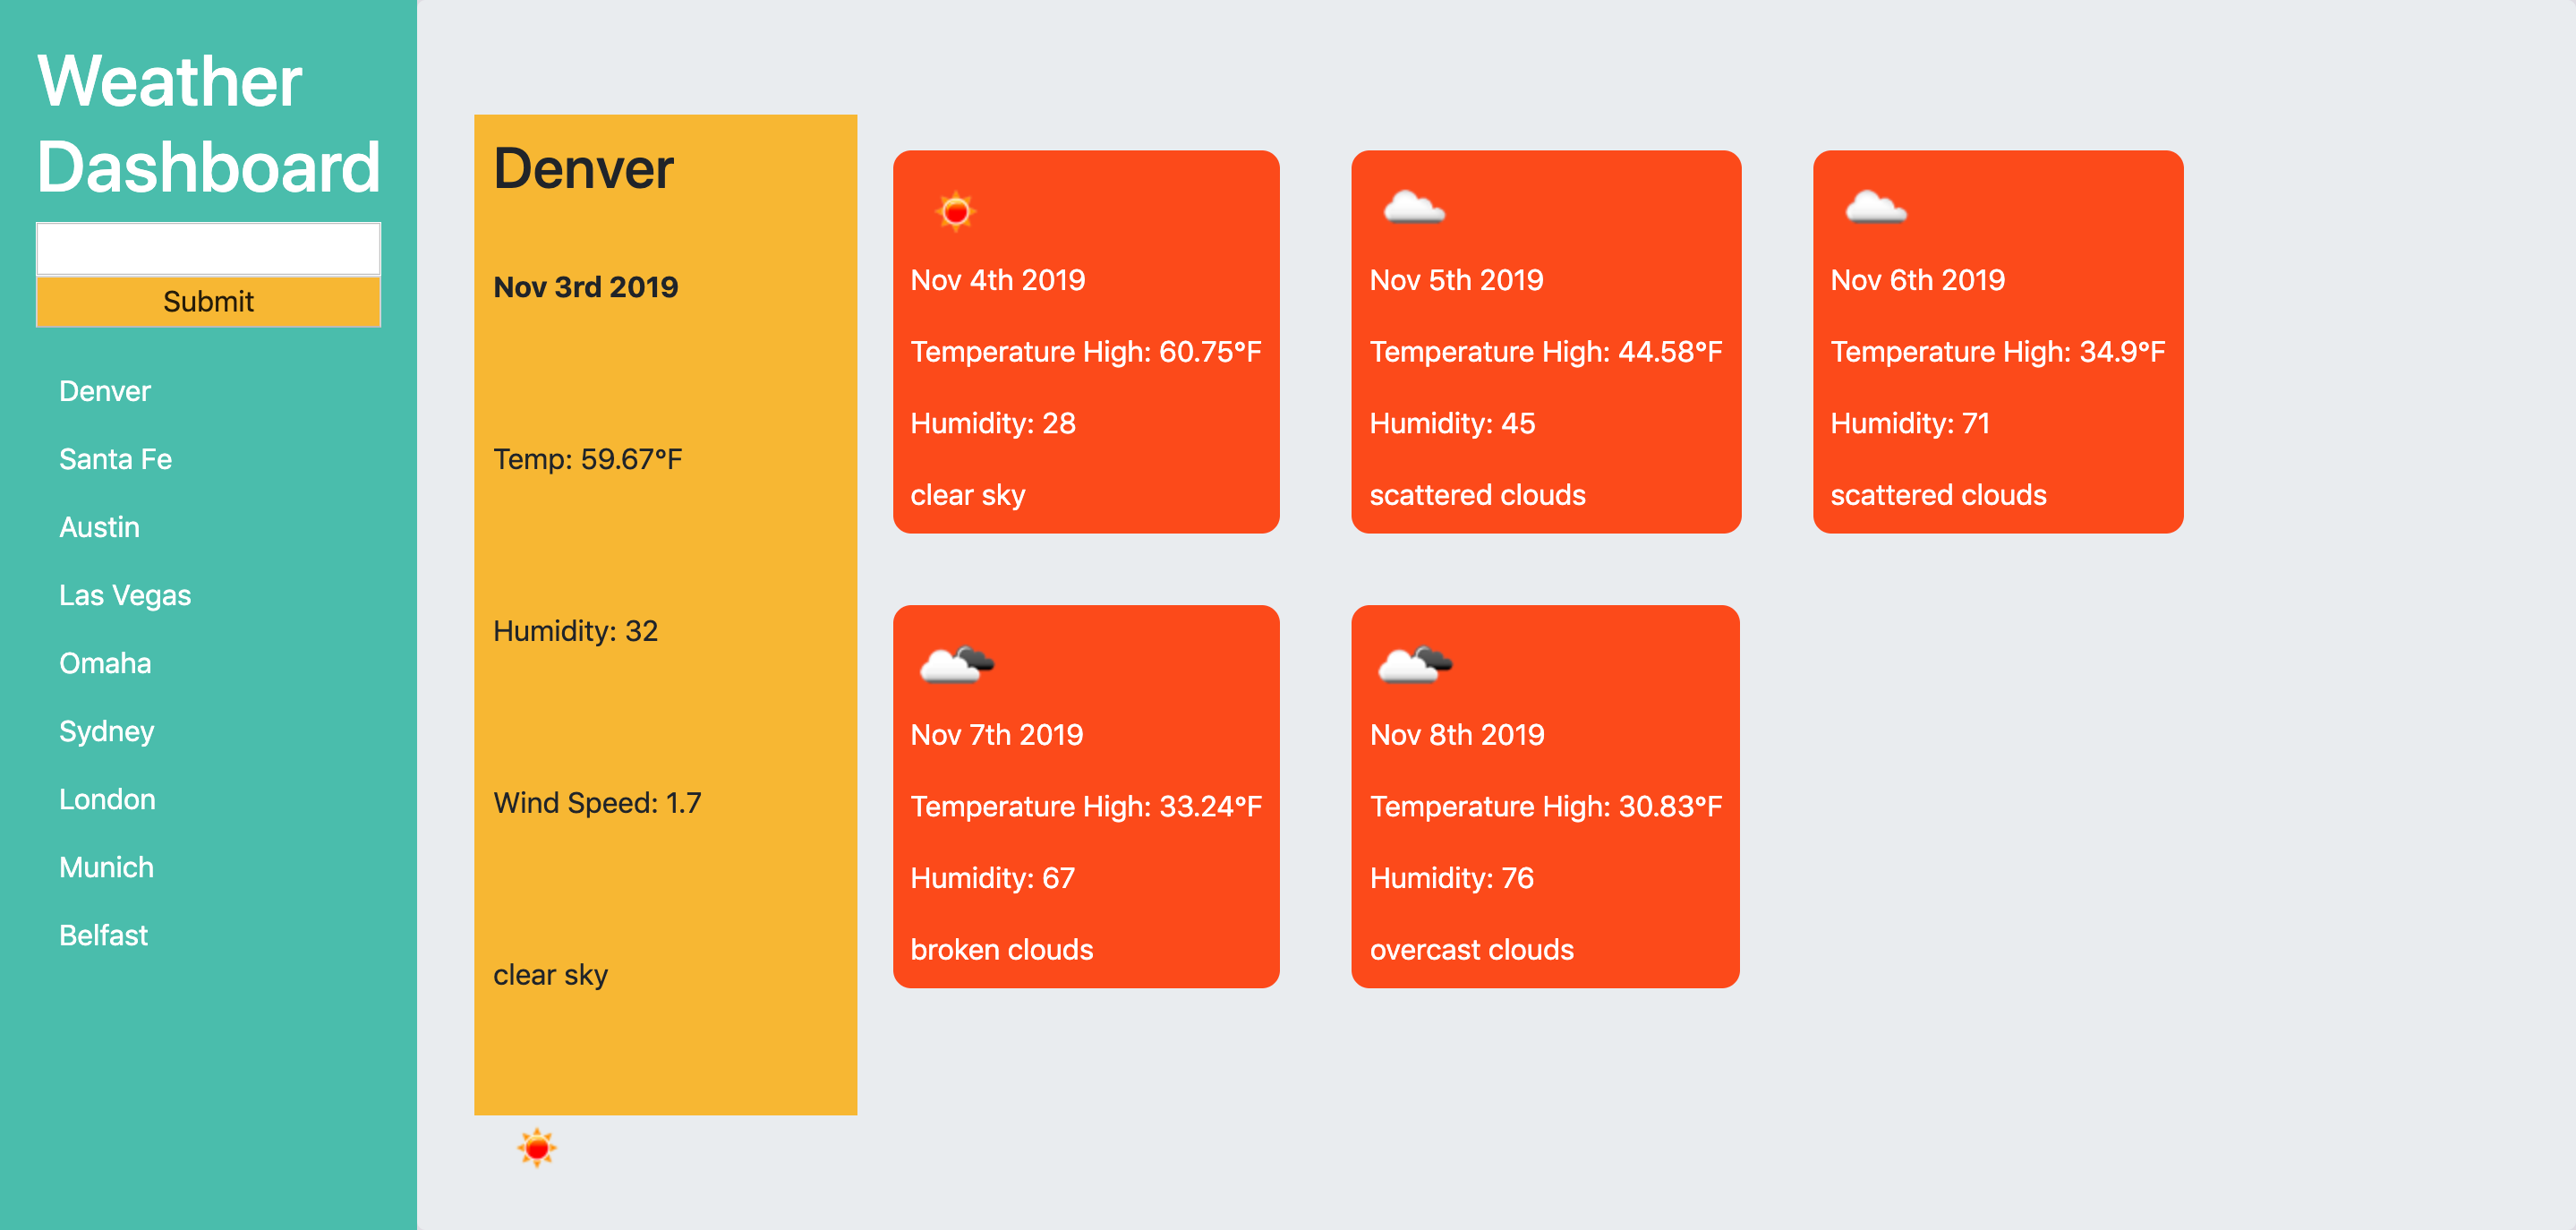 Weather
Dashboard
Submit
Denver
Santa Fe
Austin
Las Vegas
Omaha
Sydney
London
Munich
Belfast
Denver
Nov 3rd 2019
Temp: 59.67°F
Humidity: 32
Wind Speed: 1.7
clear sky
Nov 4th 2019
Temperature High: 60.75°F
Humidity: 28
clear sky
Nov 5th 2019
Temperature High: 44.58°F
Humidity: 45
scattered clouds
Nov 6th 2019
Temperature High: 34.9°F
Humidity: 71
scattered clouds
Nov 7th 2019
Temperature High: 33.24°F
Humidity: 67
broken clouds
Nov 8th 2019
Temperature High: 30.83°F
Humidity: 76
overcast clouds